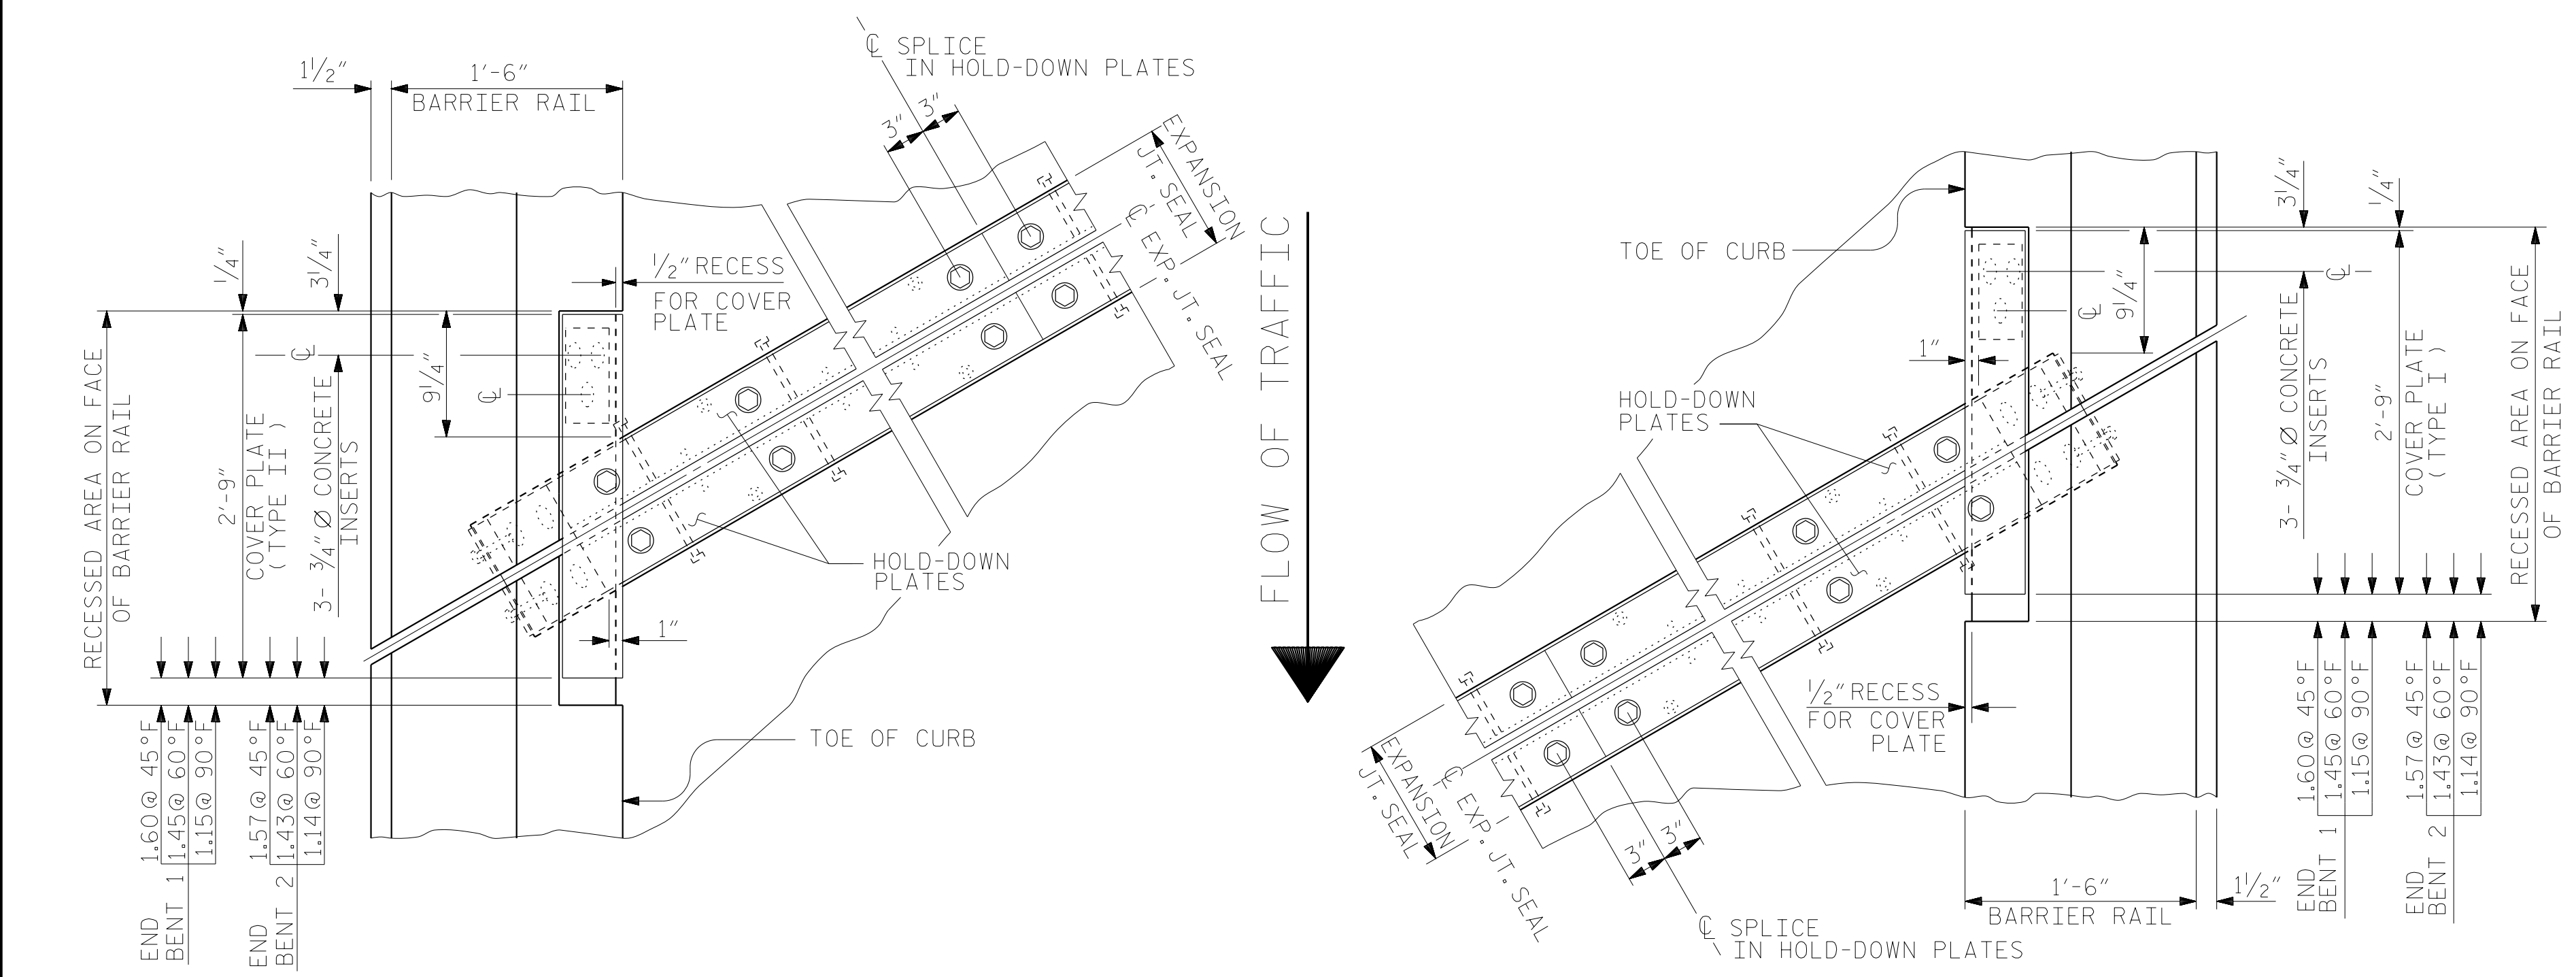 ℄ SPLICE
IN HOLD-DOWN PLATES
1½"
1'-6"
BARRIER RAIL
3"
3"
EXPANSION
JT. SEAL
℄ EXP. JT. SEAL
¼"
3¼"
½" RECESS
FOR COVER
PLATE
RECESSED AREA ON FACE
OF BARRIER RAIL
2'-9"
COVER PLATE
( TYPE II )
℄
3- ¾" Ø CONCRETE
INSERTS
9¼"
℄
HOLD-DOWN
PLATES
1"
TOE OF CURB
1.60@ 45°F
1.45@ 60°F
1.15@ 90°F
END
BENT 1
1.57@ 45°F
1.43@ 60°F
1.14@ 90°F
END
BENT 2
FLOW OF TRAFFIC
TOE OF CURB
HOLD-DOWN
PLATES
3¼"
¼"
℄
℄
9¼"
1"
3- ¾" Ø CONCRETE
INSERTS
2'-9"
COVER PLATE
( TYPE II )
RECESSED AREA ON FACE
OF BARRIER RAIL
½" RECESS
FOR COVER
PLATE
1.60@ 45°F
1.45@ 60°F
1.15@ 90°F
END
BENT 1
1.57@ 45°F
1.43@ 60°F
1.14@ 90°F
END
BENT 2
EXPANSION
JT. SEAL
℄ EXP. JT. SEAL
3"
3"
1'-6"
BARRIER RAIL
1½"
℄ SPLICE
IN HOLD-DOWN PLATES